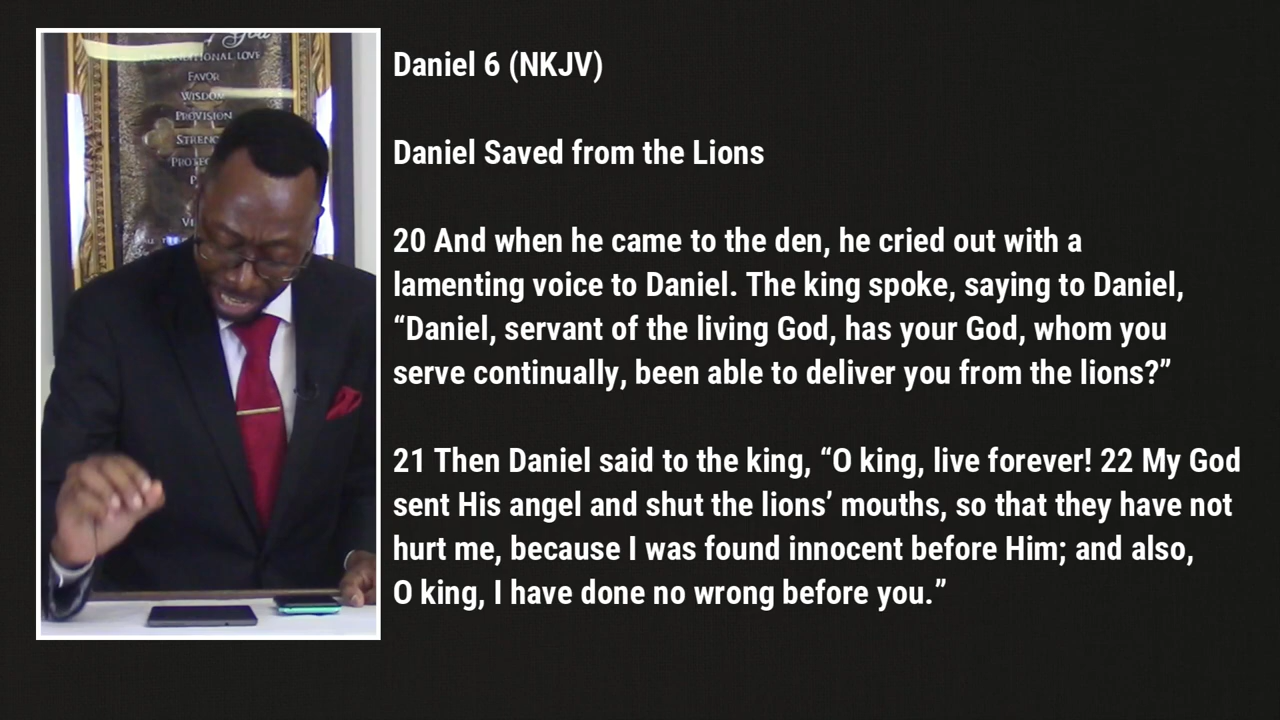 of God
UNCONDITIONAL LOVE
FAVOR
WISDOM
PROVISION
Daniel 6 (NKJV)
Daniel Saved from the Lions
20 And when he came to the den, he cried out with a
lamenting voice to Daniel. The king spoke, saying to Daniel,
“Daniel, servant of the living God, has your God, whom you
serve continually, been able to deliver you from the lions?”
21 Then Daniel said to the king, “O king, live forever! 22 My God
sent His angel and shut the lions’ mouths, so that they have not
hurt me, because I was found innocent before Him; and also,
O king, I have done no wrong before you.”